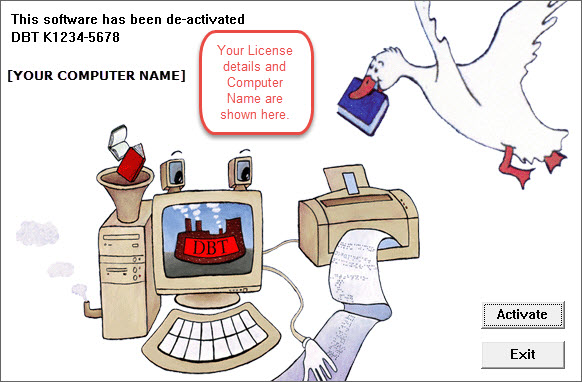 This software has been de-activated
DBT K1234-5678
[YOUR COMPUTER NAME]
Your License
details and
Computer
Name are
shown here.
DBT
Activate
Exit